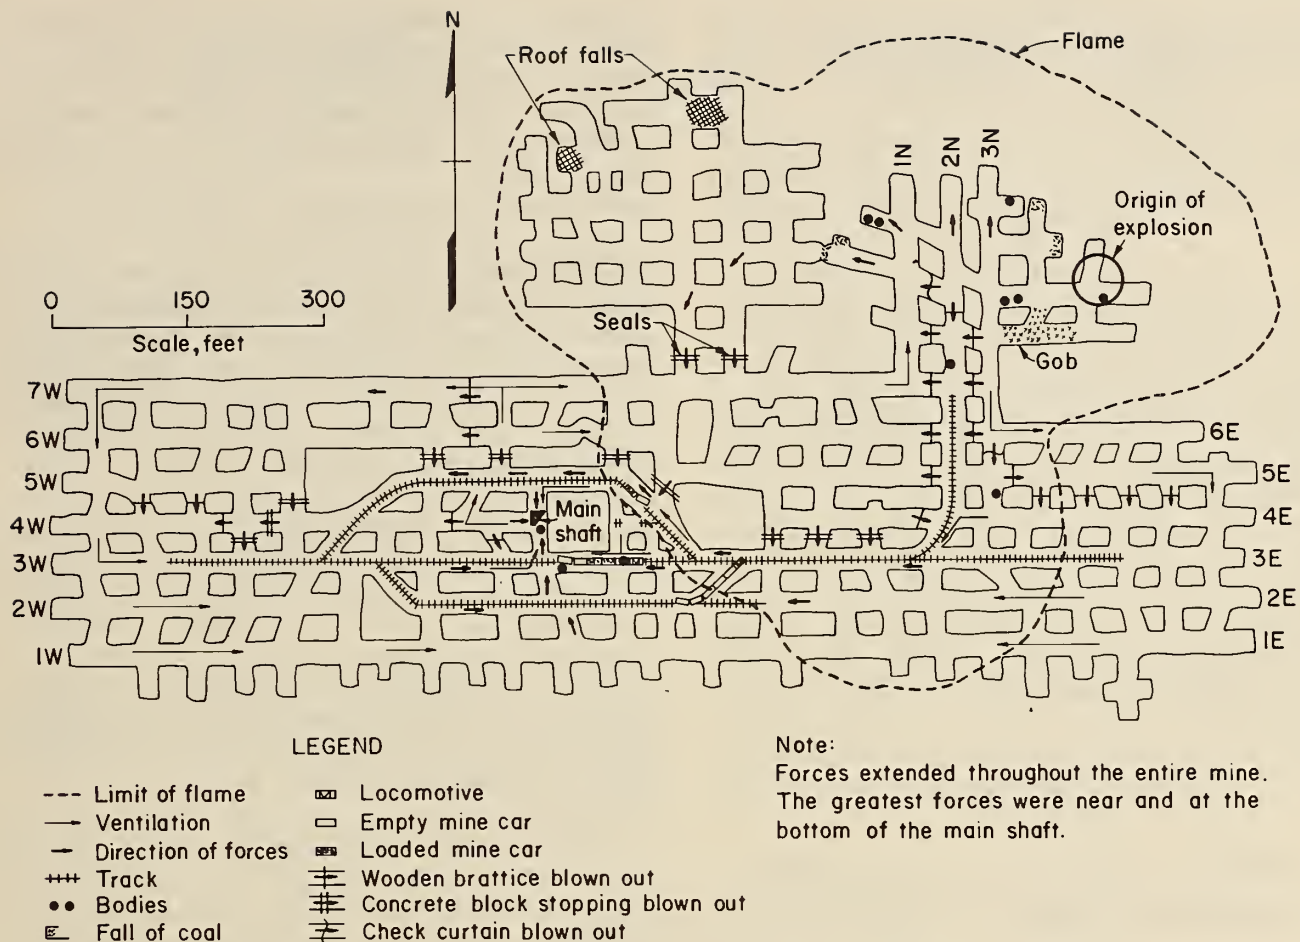 N
Roof falls
Flame
1N
2N
3N
Origin of
explosion
0 150 300
Scale, feet
Seals
Gob
7W
6W
6E
5W
5E
Main
shaft
4W
4E
3W
3E
2W
2E
1W
1E
LEGEND
Limit of flame
Ventilation
Direction of forces
Track
Bodies
Fall of coal
Locomotive
Empty mine car
Loaded mine car
Wooden brattice blown out
Concrete block stopping blown out
Check curtain blown out
Note:
Forces extended throughout the entire mine.
The greatest forces were near and at the
bottom of the main shaft.